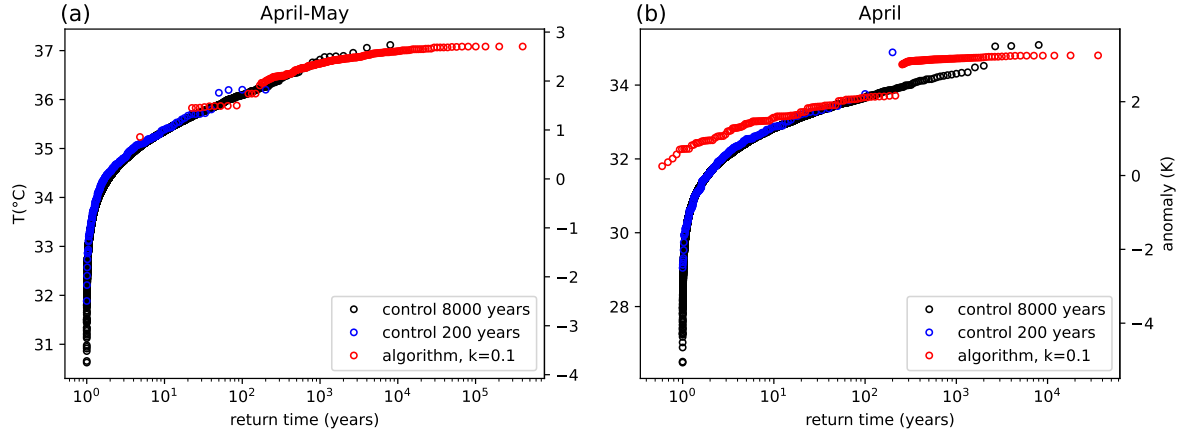 (a)
April-May
T(°C)
37
36
35
34
33
32
31
3
2
1
0
−1
−2
−3
−4
10⁰
10¹
10²
10³
10⁴
10⁵
return time (years)
control 8000 years
control 200 years
algorithm, k=0.1
(b)
April
34
32
30
28
2
0
−2
−4
anomaly (K)
10⁰
10¹
10²
10³
10⁴
return time (years)
control 8000 years
control 200 years
algorithm, k=0.1